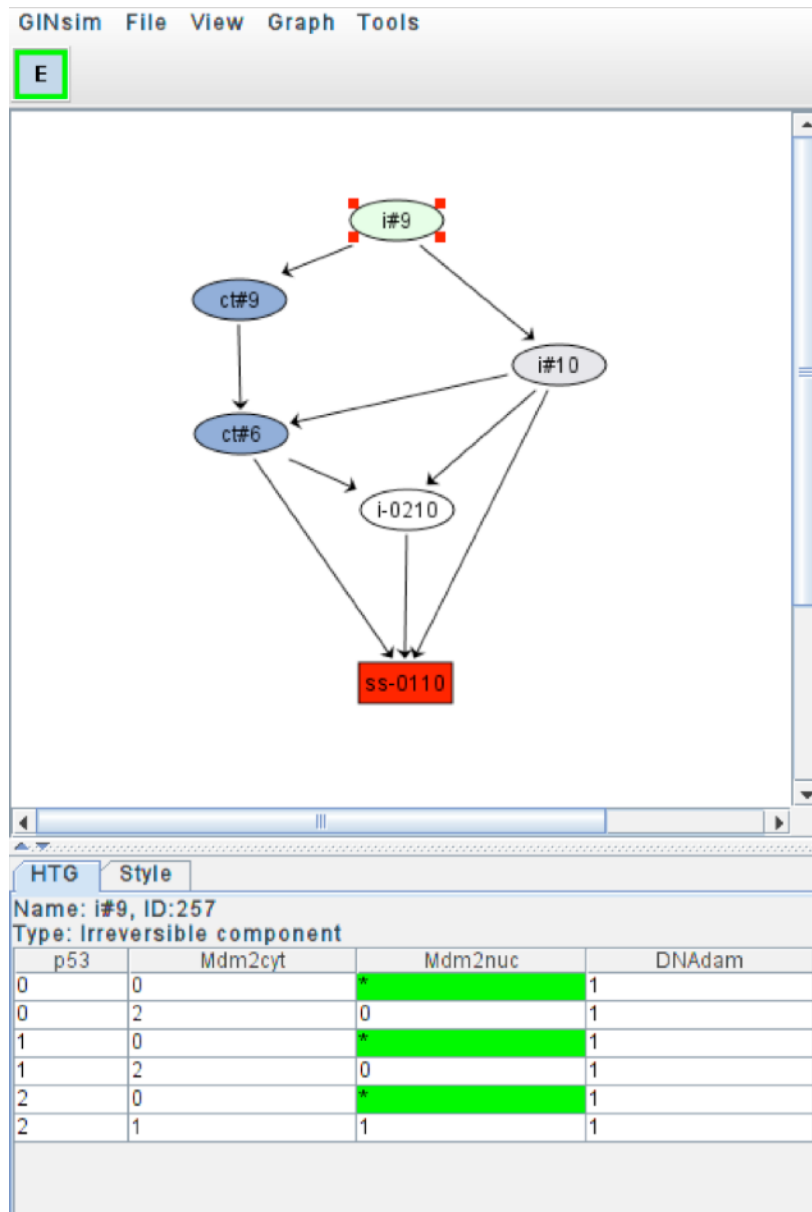 GINsim File View Graph Tools
E
i#9
ct#9
i#10
ct#6
i-0210
ss-0110
HTG Style
Name: i#9, ID:257
Type: Irreversible component
p53 Mdm2cyt Mdm2nuc DNAdam
0 0 * 1
0 2 0 1
1 0 * 1
1 2 0 1
2 0 * 1
2 1 1 1